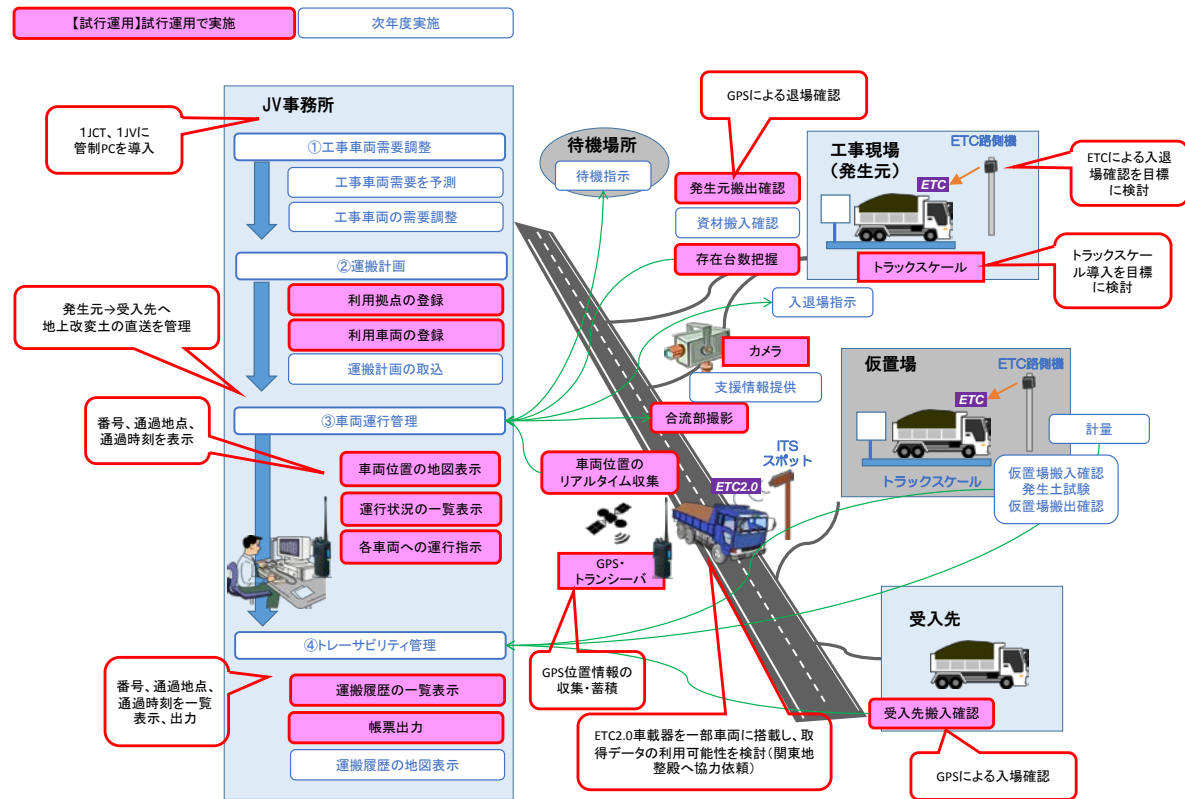 【試行運用】試行運用で実施
次年度実施
JV事務所
1JCT、1JVに
管制PCを導入
①工事車両需要調整
工事車両需要を予測
工事車両の需要調整
②運搬計画
利用拠点の登録
利用車両の登録
運搬計画の取込
発生元→受入先へ
地上改変土の直送を管理
③車両運行管理
番号、通過地点、
通過時刻を表示
車両位置の地図表示
運行状況の一覧表示
各車両への運行指示
④トレーサビリティ管理
番号、通過地点、
通過時刻を一覧
表示、出力
運搬履歴の一覧表示
帳票出力
運搬履歴の地図表示
待機場所
待機指示
GPSによる退場確認
発生元搬出確認
資材搬入確認
存在台数把握
工事現場
(発生元)
ETC路側機
ETC
トラックスケール
ETCによる入退
場確認を目標
に検討
トラックスケー
ル導入を目標
に検討
入退場指示
カメラ
支援情報提供
合流部撮影
車両位置の
リアルタイム収集
ITS
スポット
ETC2.0
GPS・
トランシーバ
GPS位置情報の
収集・蓄積
ETC2.0車載器を一部車両に搭載し、取
得データの利用可能性を検討(関東地
整殿へ協力依頼)
仮置場
ETC路側機
ETC
トラックスケール
計量
仮置場搬入確認
発生土試験
仮置場搬出確認
受入先
受入先搬入確認
GPSによる入場確認